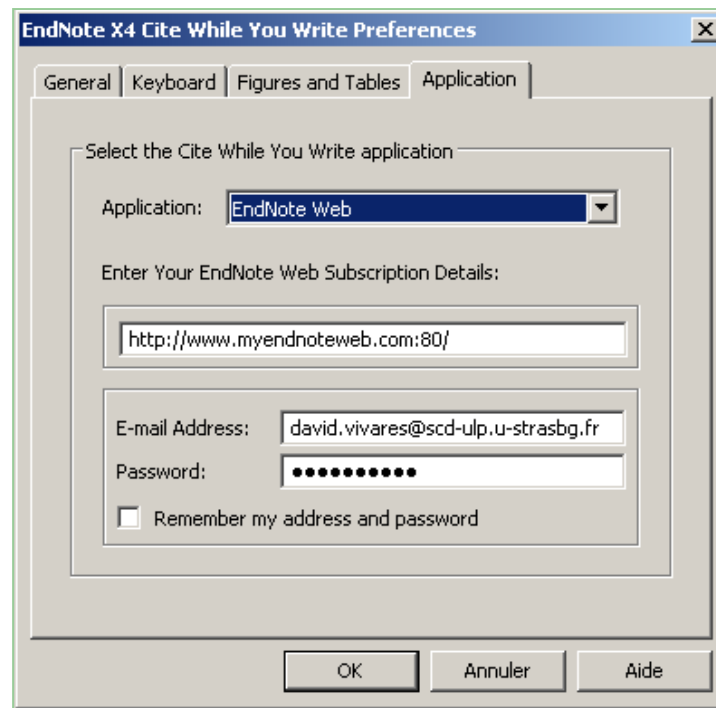 EndNote X4 Cite While You Write Preferences
General Keyboard Figures and Tables Application
Select the Cite While You Write application
Application: EndNote Web
Enter Your EndNote Web Subscription Details:
http://www.myendnoteweb.com:80/
E-mail Address: david.vivares@scd-ulp.u-strasbg.fr
Password: ●●●●●●●●●●
Remember my address and password
OK Annuler Aide